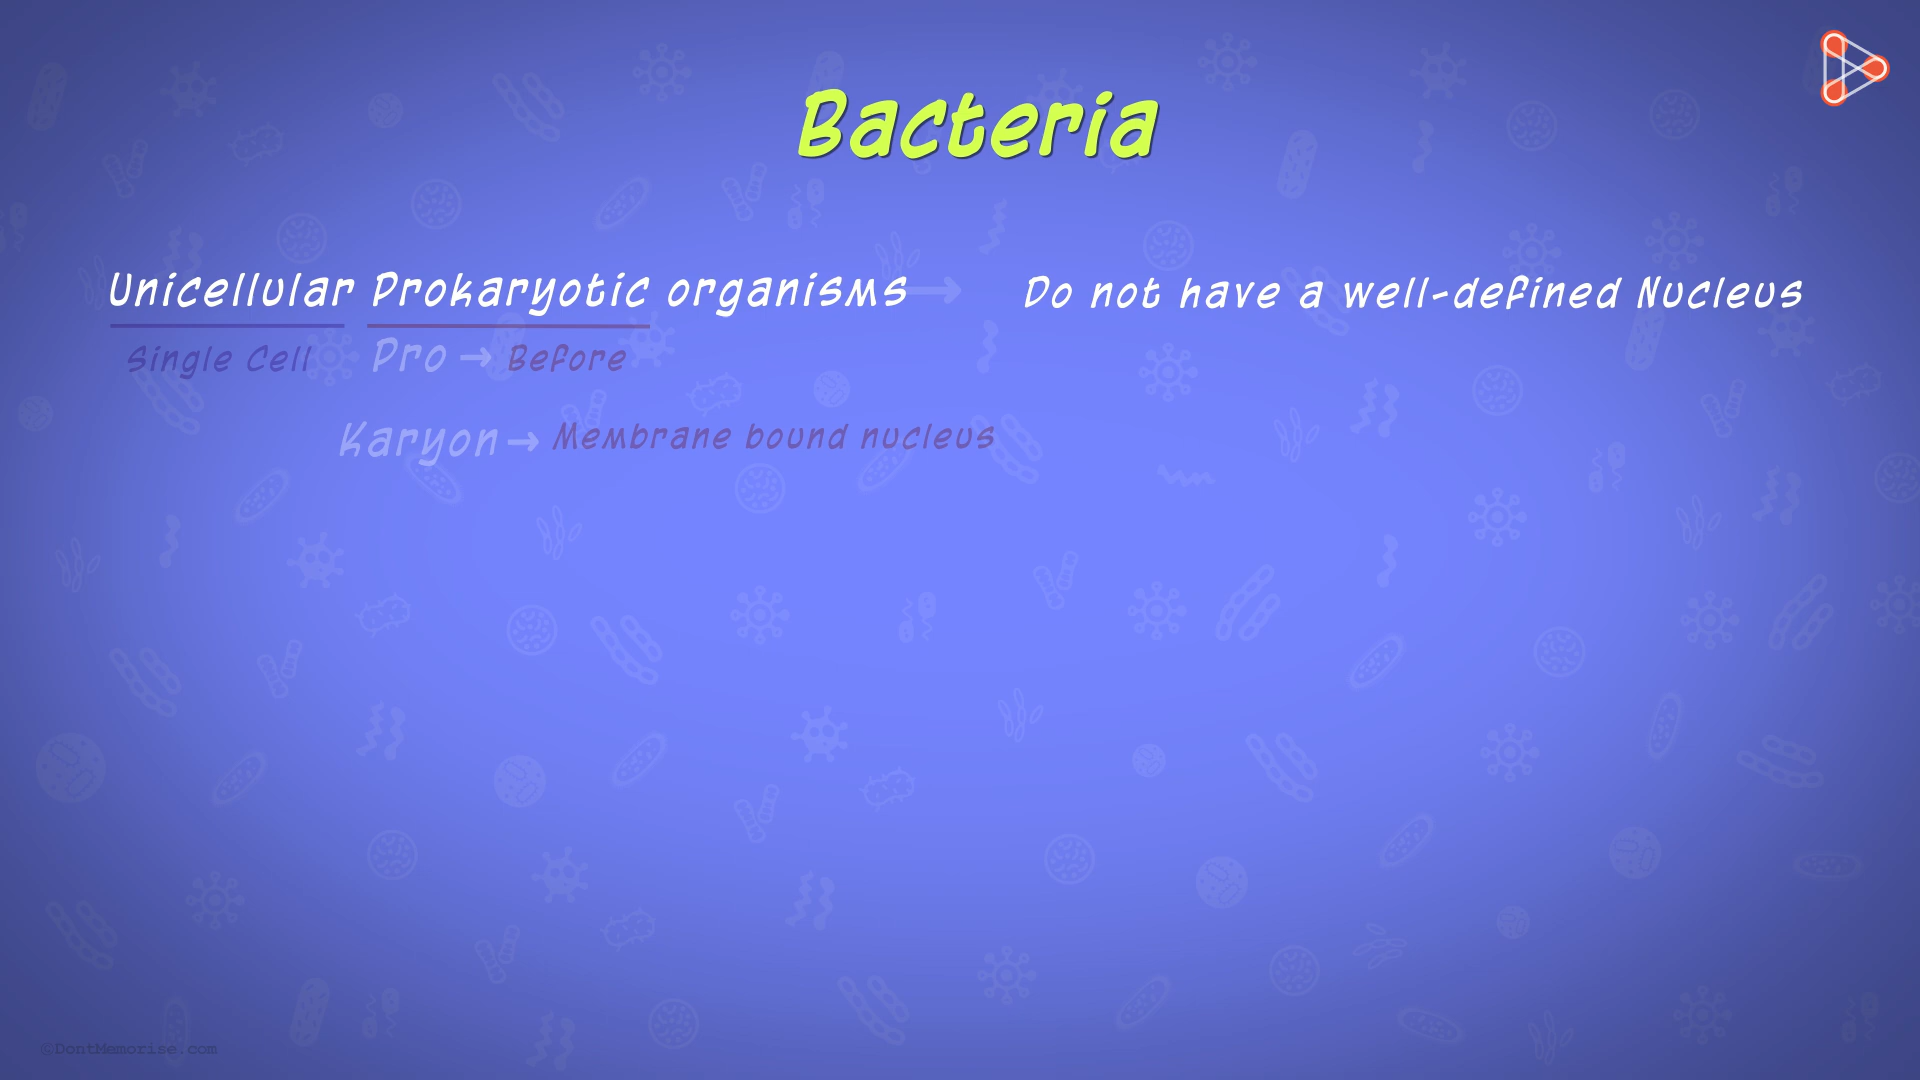 Bacteria
Unicellular Prokaryotic organisms → Do not have a well-defined Nucleus
Single Cell Pro → Before
Karyon → Membrane bound nucleus
©DontMemorise.com